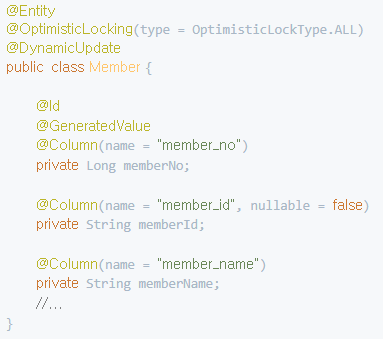 @Entity
@OptimisticLocking(type = OptimisticLockType.ALL)
@DynamicUpdate
public class Member {
@Id
@GeneratedValue
@Column(name = "member_no")
private Long memberNo;
@Column(name = "member_id", nullable = false)
private String memberId;
@Column(name = "member_name")
private String memberName;
//...
}